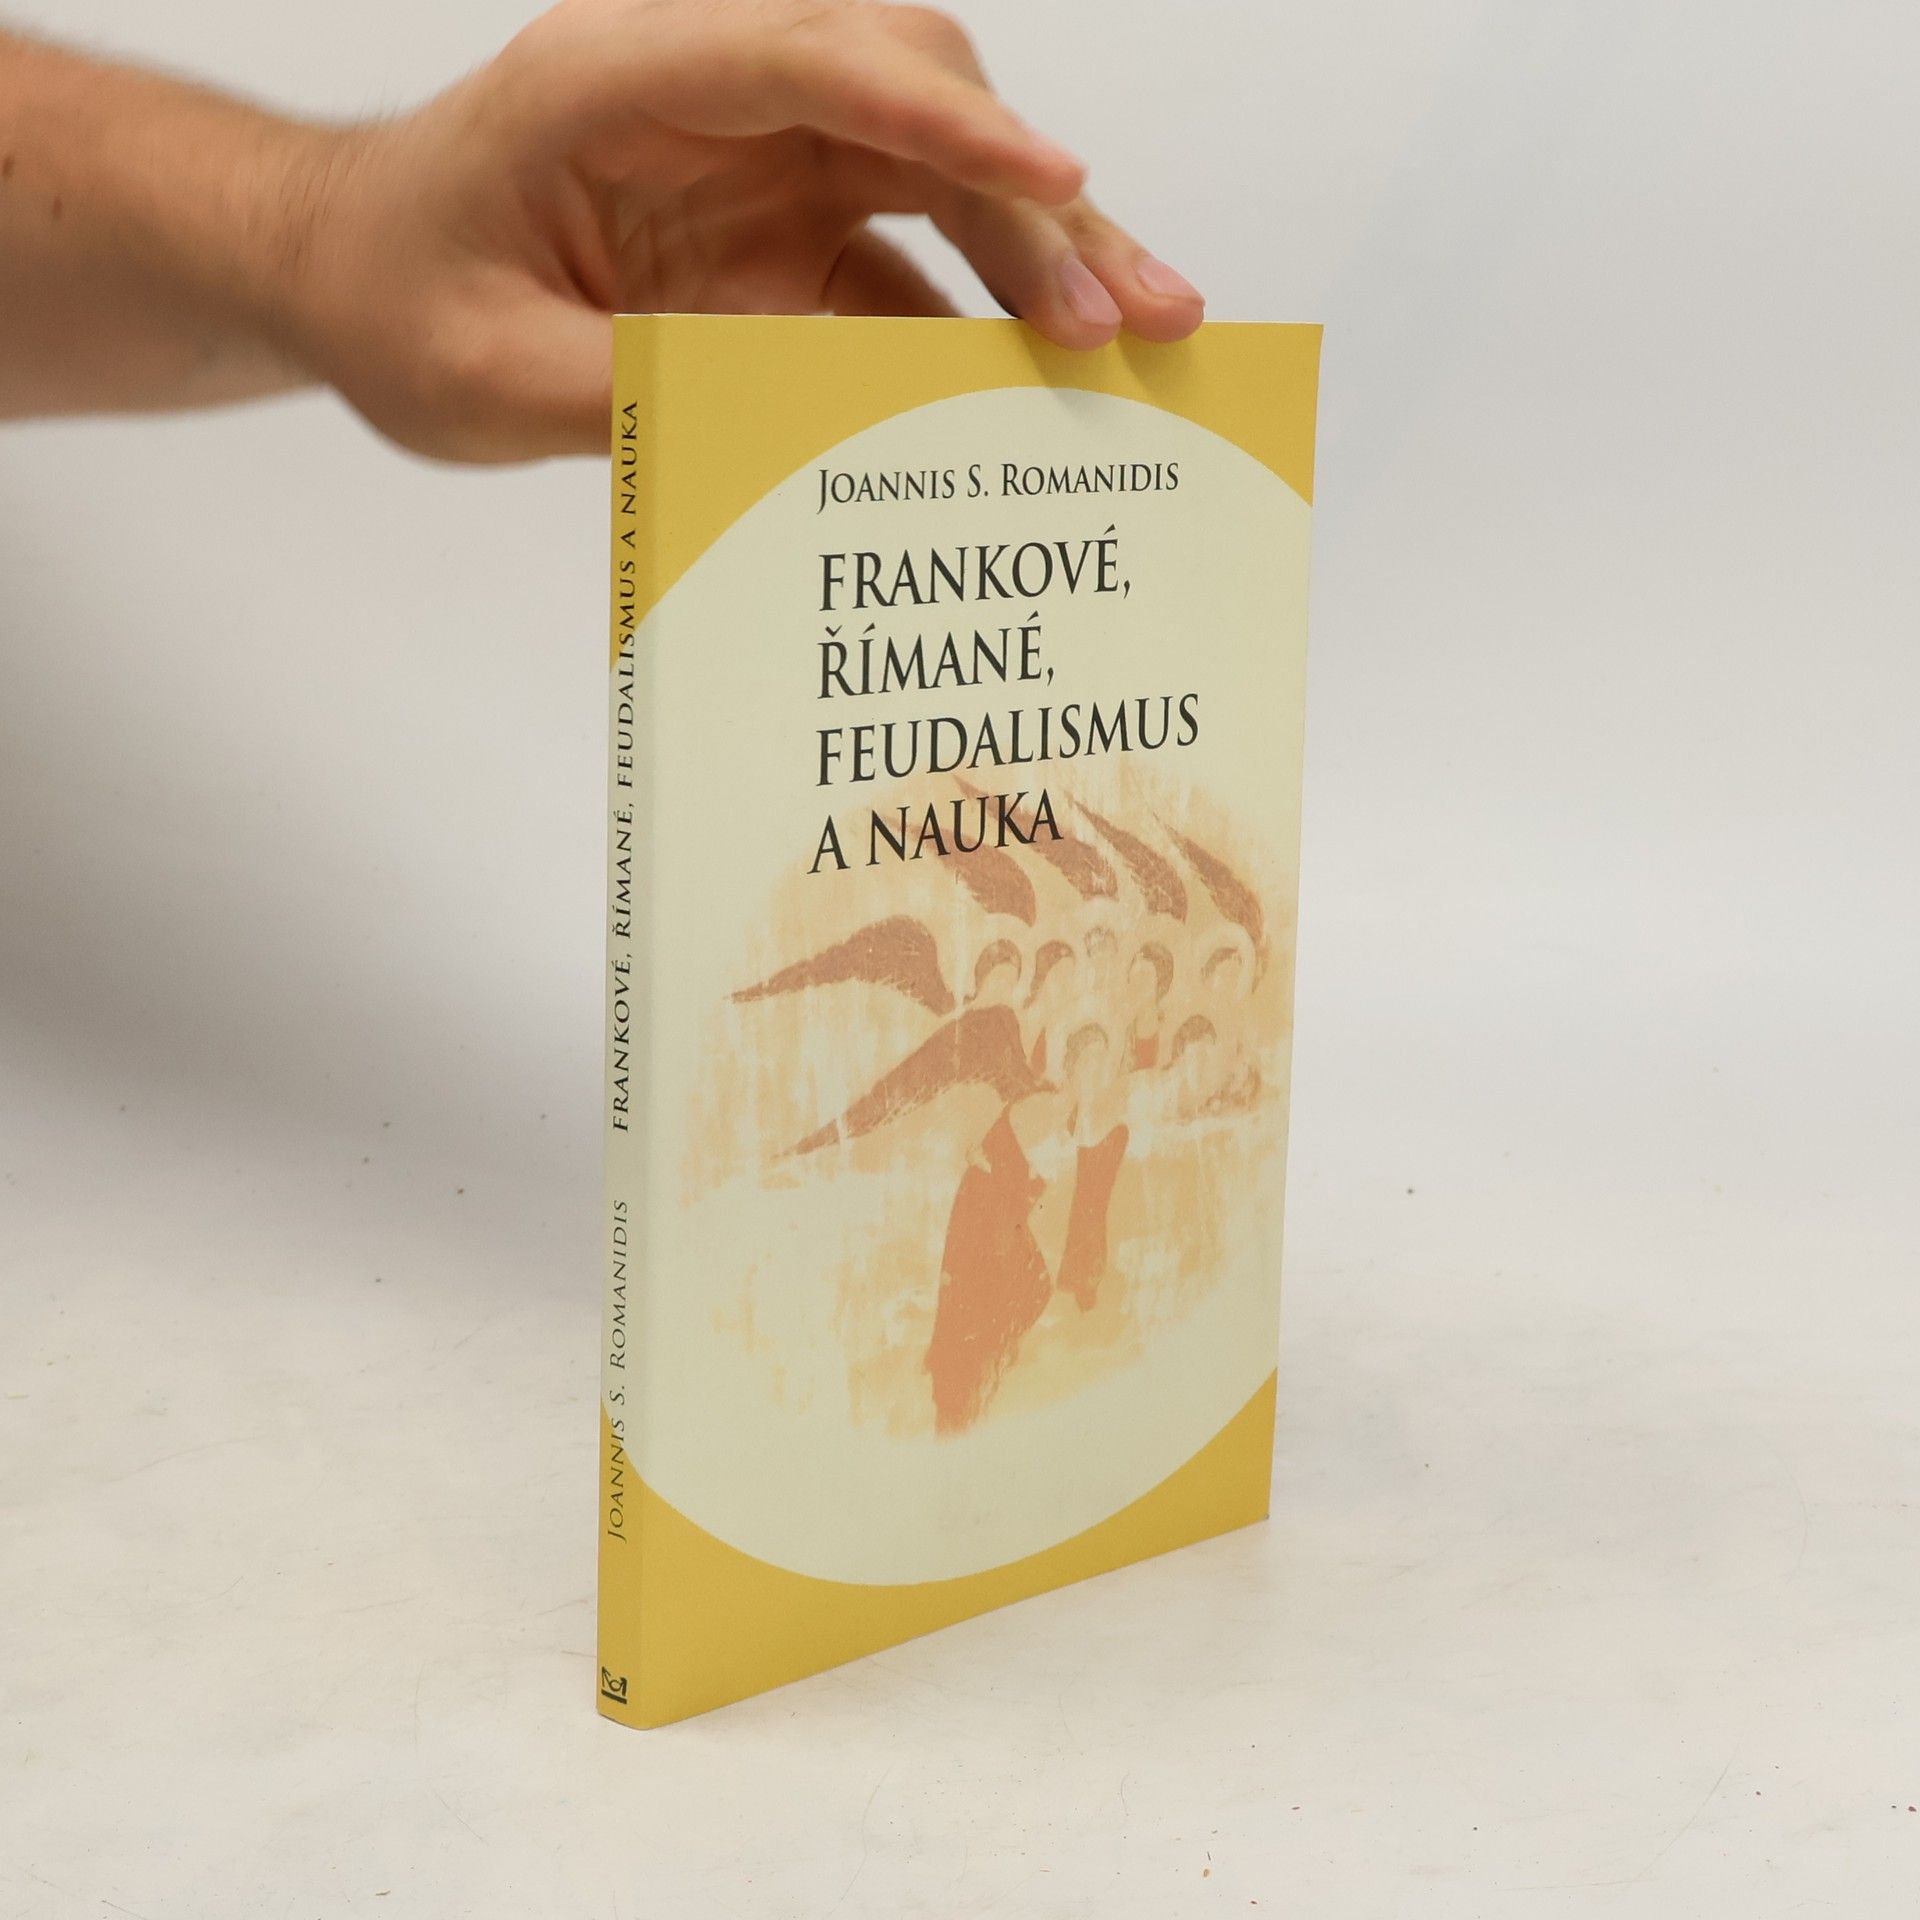 JOANNIS S. ROMANIDIS
FRANKOVÉ,
ŘÍMANÉ,
FEUDALISMUS
A NAUKA
JOANNIS S. ROMANIDIS FRANKOVÉ, ŘÍMANÉ, FEUDALISMUS A NAUKA